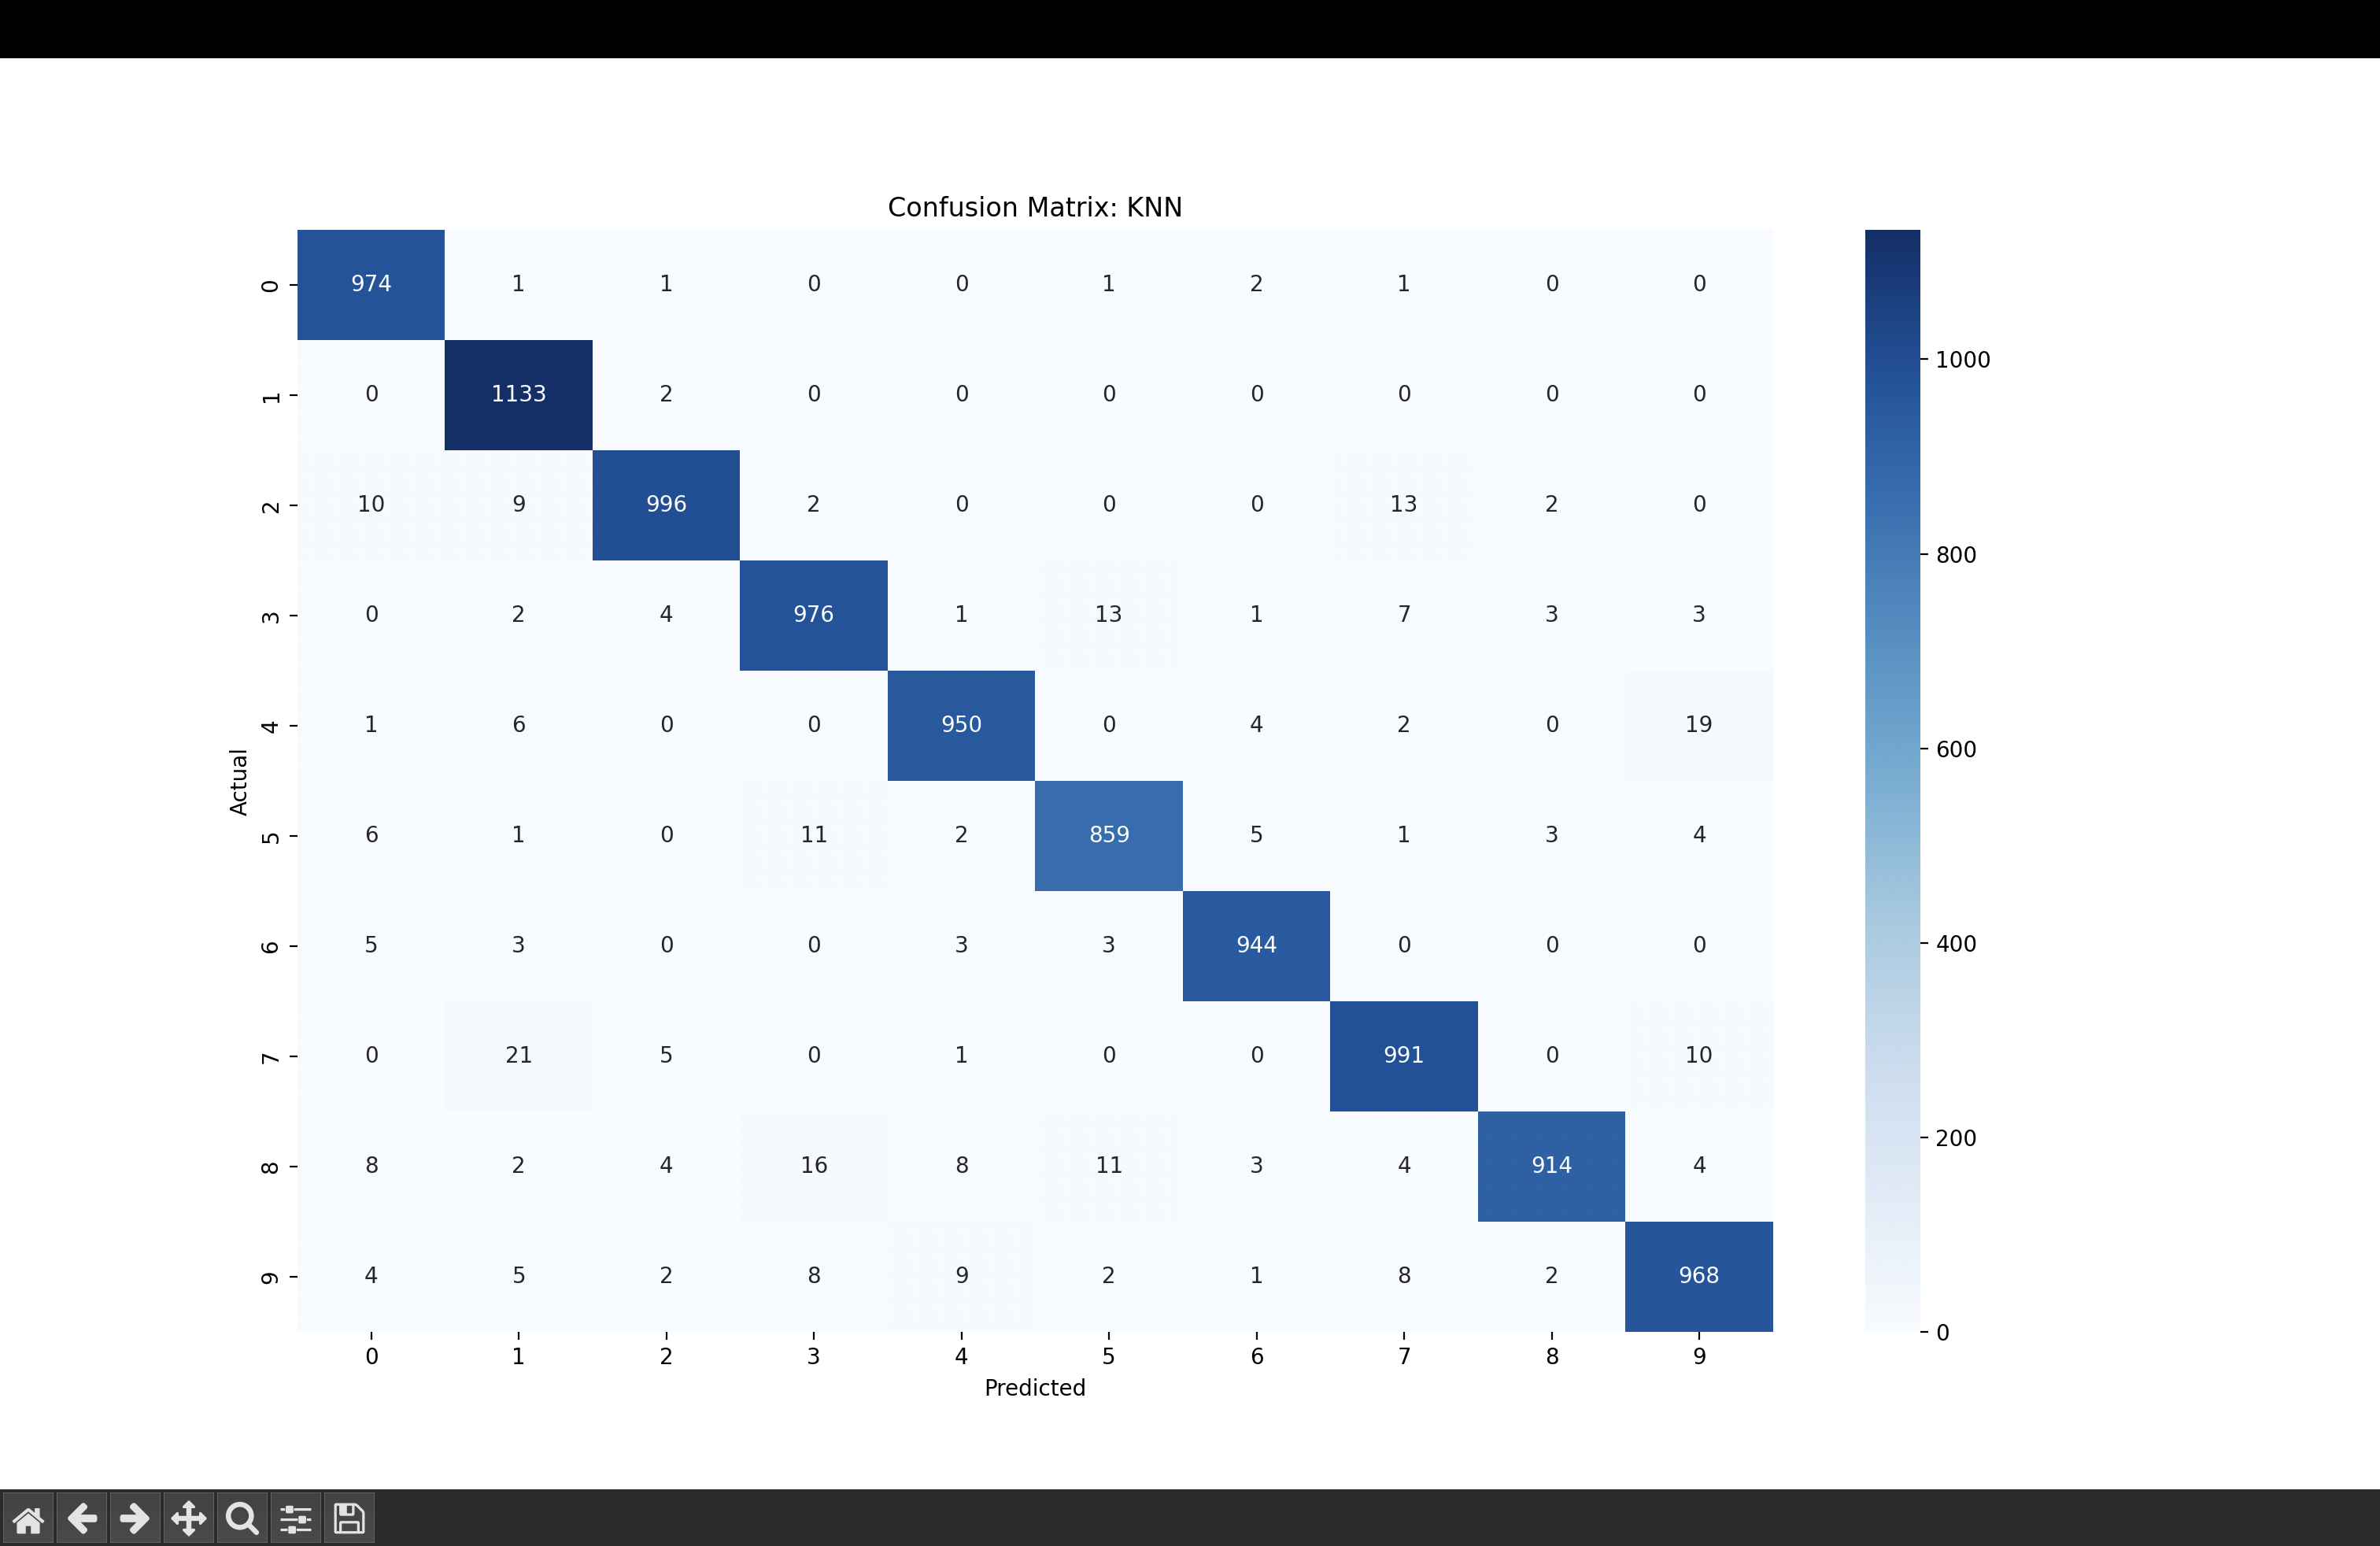 Confusion Matrix: KNN
0 974 1 1 0 0 1 2 1 0 0
1 0 1133 2 0 0 0 0 0 0 0
2 10 9 996 2 0 0 0 13 2 0
3 0 2 4 976 1 13 1 7 3 3
4 1 6 0 0 950 0 4 2 0 19
5 6 1 0 11 2 859 5 1 3 4
6 5 3 0 0 3 3 944 0 0 0
7 0 21 5 0 1 0 0 991 0 10
8 8 2 4 16 8 11 3 4 914 4
9 4 5 2 8 9 2 1 8 2 968
0 1 2 3 4 5 6 7 8 9
Actual
Predicted
1000
800
600
400
200
0